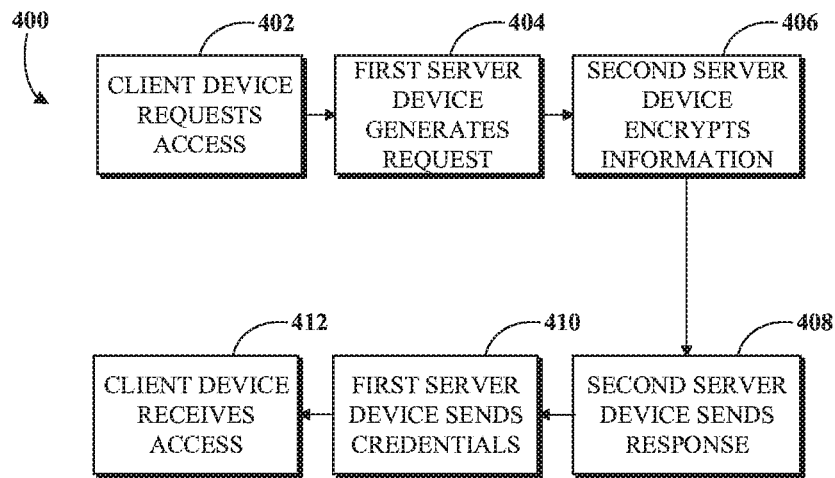 400
402
CLIENT DEVICE
REQUESTS
ACCESS
404
FIRST SERVER
DEVICE
GENERATES
REQUEST
406
SECOND SERVER
DEVICE
ENCRYPTS
INFORMATION
412
CLIENT DEVICE
RECEIVES
ACCESS
410
FIRST SERVER
DEVICE SENDS
CREDENTIALS
408
SECOND SERVER
DEVICE SENDS
RESPONSE